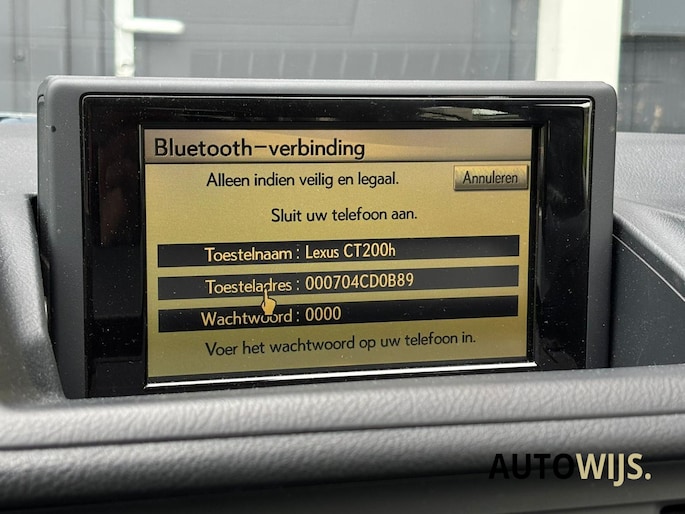 Bluetooth-verbinding
Alleen indien veilig en legaal.
Annuleren
Sluit uw telefoon aan.
Toestelnaam : Lexus CT200h
Toesteladres : 000704CD0B89
Wachtwoord : 0000
Voer het wachtwoord op uw telefoon in.
AUTOWIJS.